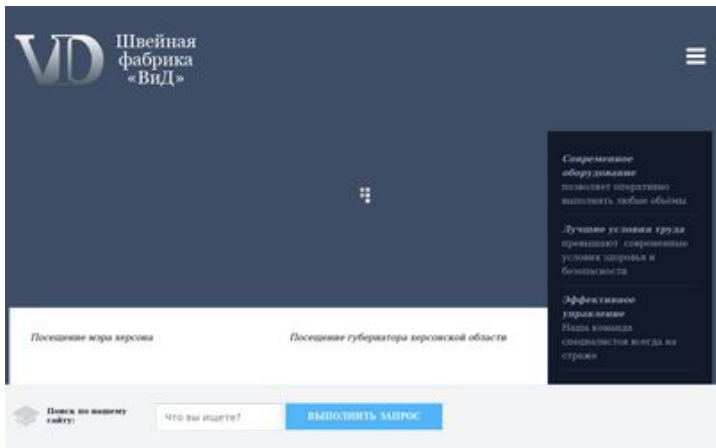 VD
Швейная
фабрика
«ВиД»
Современное
оборудование
позволяет оперативно
выполнять любые объёмы
Лучшие условия труда
превышают современные
условия здоровья и
безопасности
Эффективное
управление
Наша команда
специалистов всегда на
страже
Посещение мэра херсона
Посещение губернатора херсонской области
Поиск по нашему
сайту:
Что вы ищете?
ВЫПОЛНИТЬ ЗАПРОС